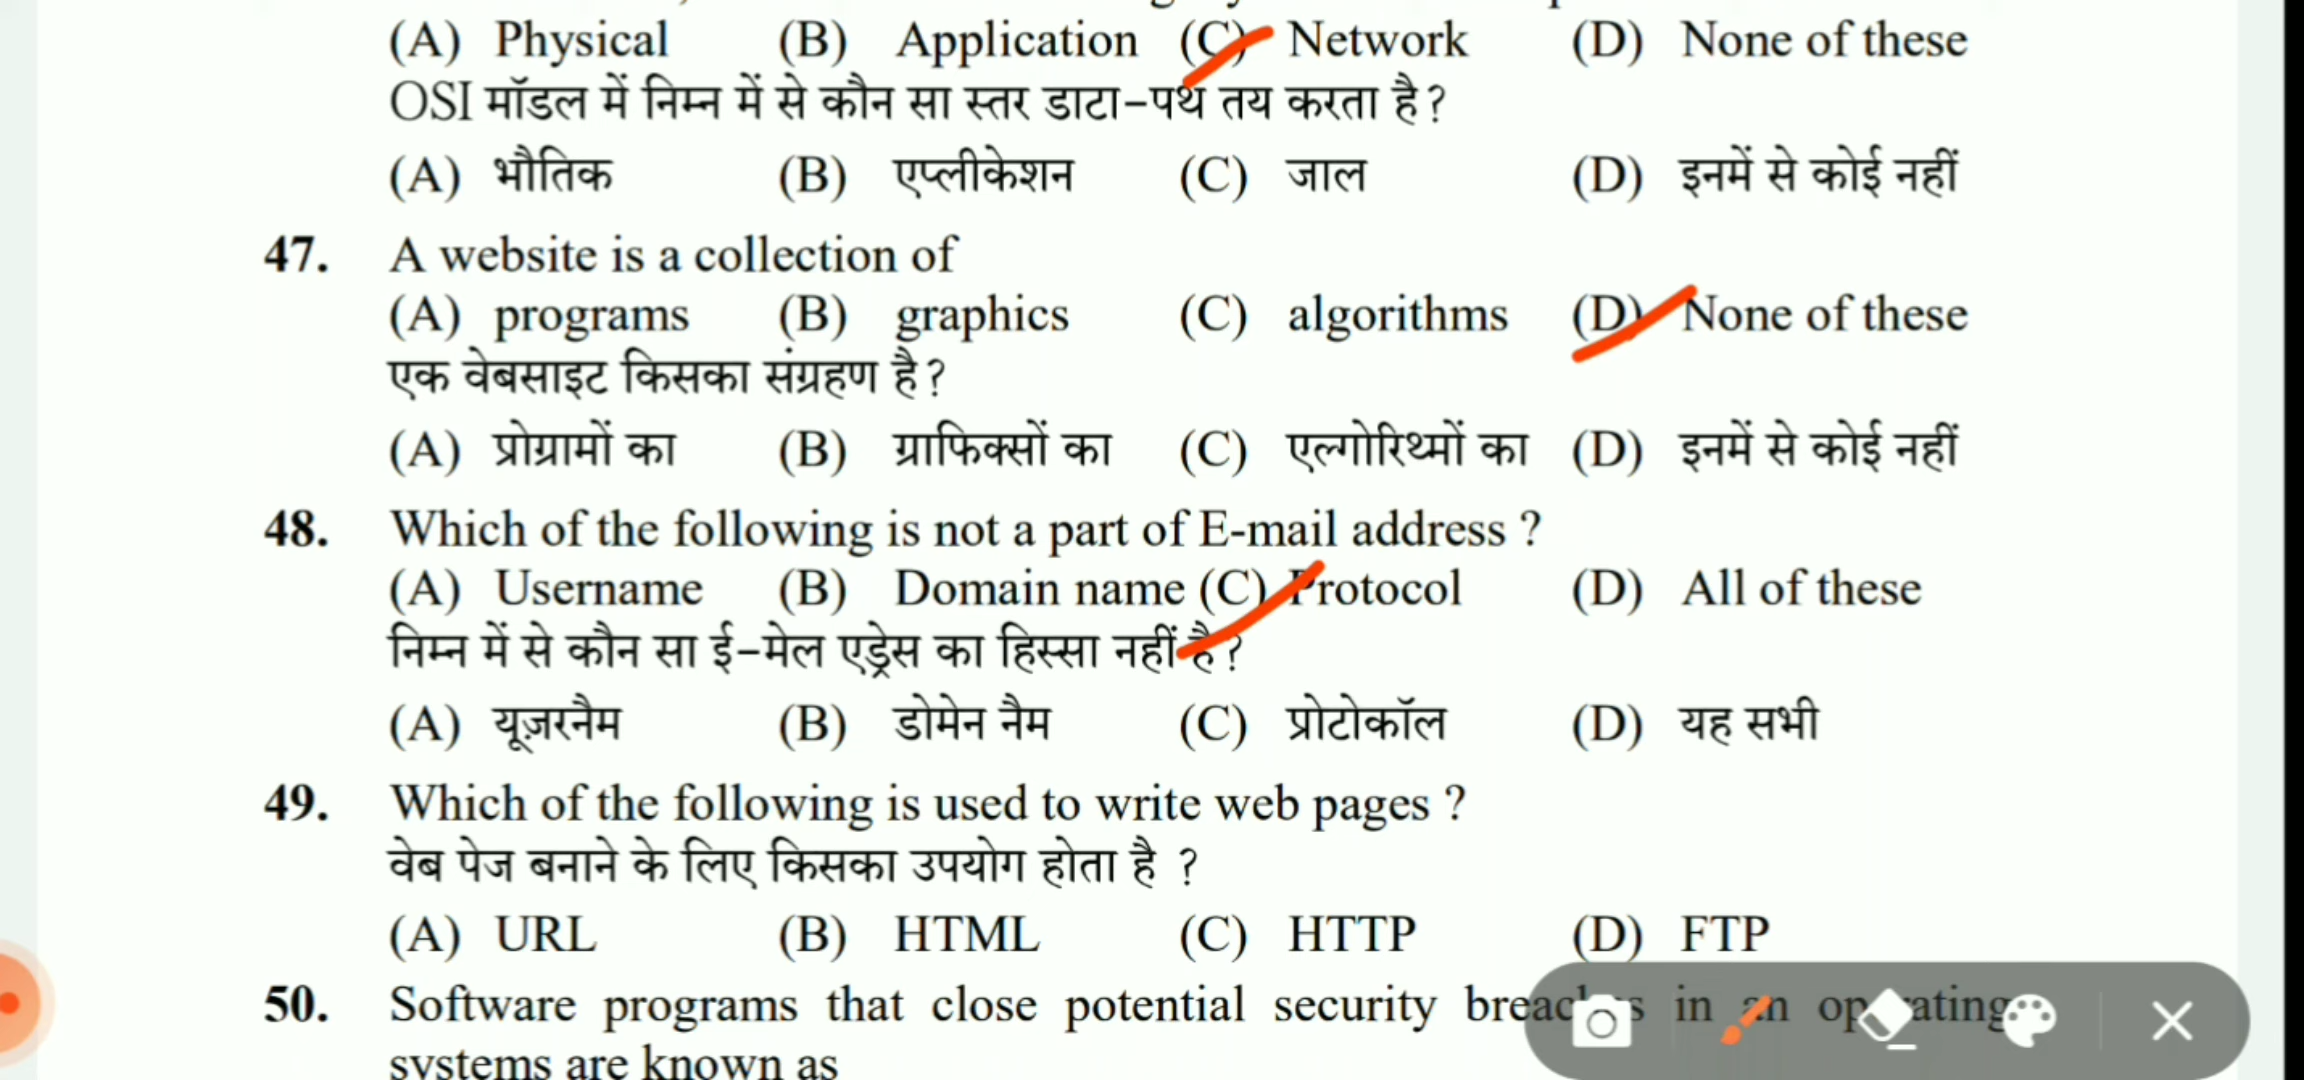 (A) Physical (B) Application (C) Network (D) None of these
OSI मॉडल में निम्न में से कौन सा स्तर डाटा-पथ तय करता है?
(A) भौतिक (B) एप्लीकेशन (C) जाल (D) इनमें से कोई नहीं
47. A website is a collection of
(A) programs (B) graphics (C) algorithms (D) None of these
एक वेबसाइट किसका संग्रहण है?
(A) प्रोग्रामों का (B) ग्राफिक्सों का (C) एल्गोरिथ्मों का (D) इनमें से कोई नहीं
48. Which of the following is not a part of E-mail address ?
(A) Username (B) Domain name (C) Protocol (D) All of these
निम्न में से कौन सा ई-मेल एड्रेस का हिस्सा नहीं है?
(A) यूज़रनैम (B) डोमेन नैम (C) प्रोटोकॉल (D) यह सभी
49. Which of the following is used to write web pages ?
वेब पेज बनाने के लिए किसका उपयोग होता है ?
(A) URL (B) HTML (C) HTTP (D) FTP
50. Software programs that close potential security breaches in an operating
systems are known as